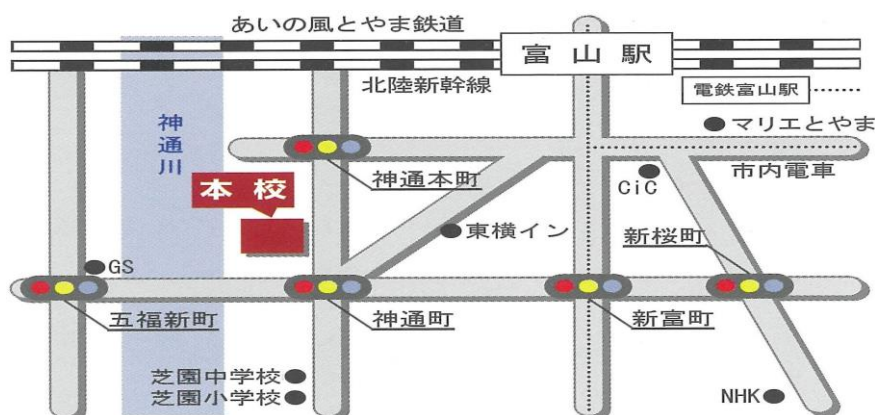 あいの風とやま鉄道
富山駅
北陸新幹線
電鉄富山駅
神通川
マリエとやま
本校
神通本町
CiC
市内電車
東横イン
新桜町
GS
五福新町
神通町
新富町
芝園中学校
芝園小学校
NHK